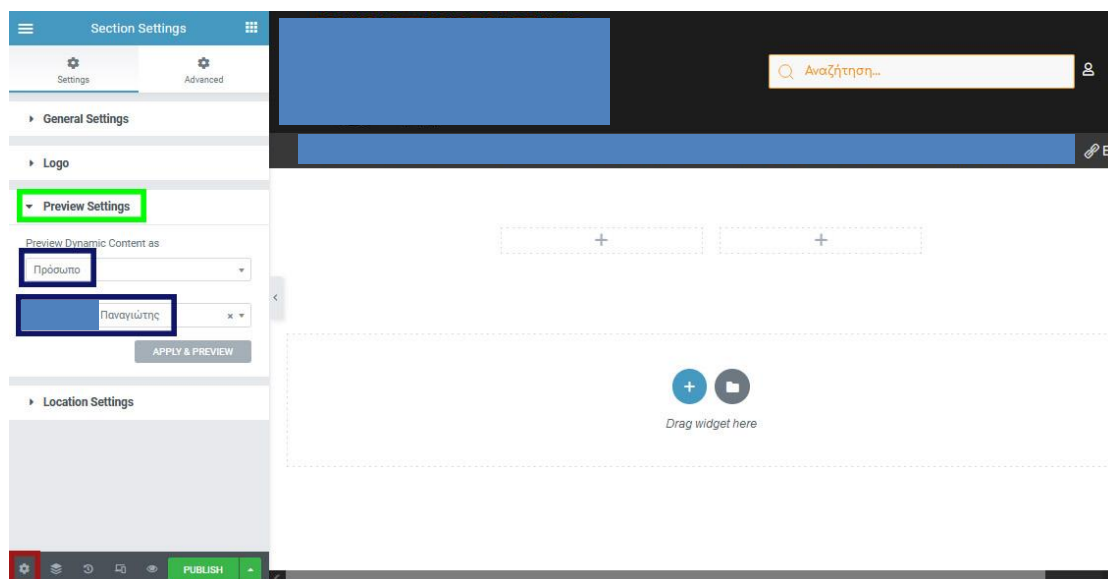 Section Settings
Settings
Advanced
General Settings
Logo
Preview Settings
Preview Dynamic Content as
Πρόσωπο
Παναγιώτης
APPLY & PREVIEW
Location Settings
PUBLISH
Αναζήτηση...
Drag widget here